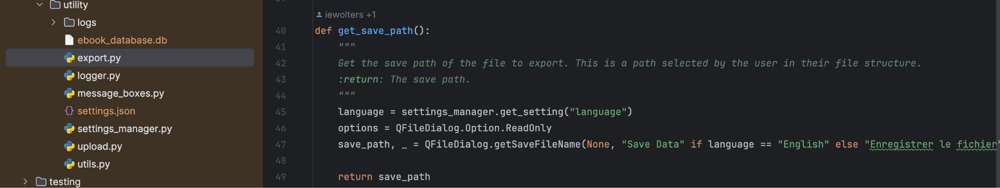 utility
logs
ebook_database.db
export.py
logger.py
message_boxes.py
settings.json
settings_manager.py
upload.py
utils.py
testing
iewolters +1
40 def get_save_path():
41 """
42 Get the save path of the file to export. This is a path selected by the user in their file structure.
43 :return: The save path.
44 """
45 language = settings_manager.get_setting("language")
46 options = QFileDialog.Option.ReadOnly
47 save_path, _ = QFileDialog.getSaveFileName(None, "Save Data" if language == "English" else "Enregistrer le fichier"
48
49 return save_path